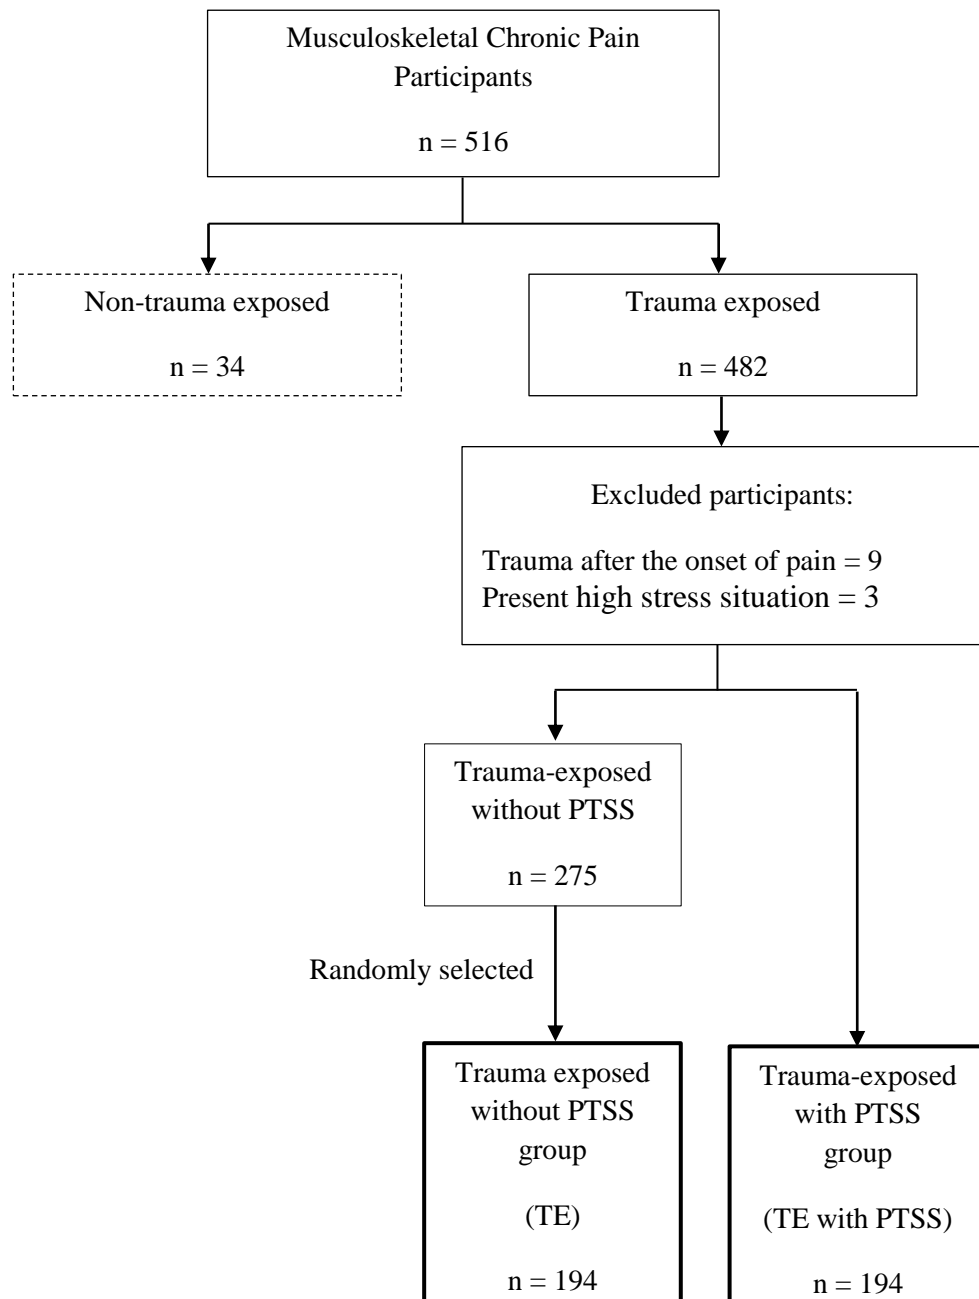 Musculoskeletal Chronic Pain
Participants
n = 516
Non-trauma exposed
n = 34
Trauma exposed
n = 482
Excluded participants:
Trauma after the onset of pain = 9
Present high stress situation = 3
Trauma-exposed
without PTSS
n = 275
Randomly selected
Trauma exposed
without PTSS
group
(TE)
n = 194
Trauma-exposed
with PTSS
group
(TE with PTSS)
n = 194